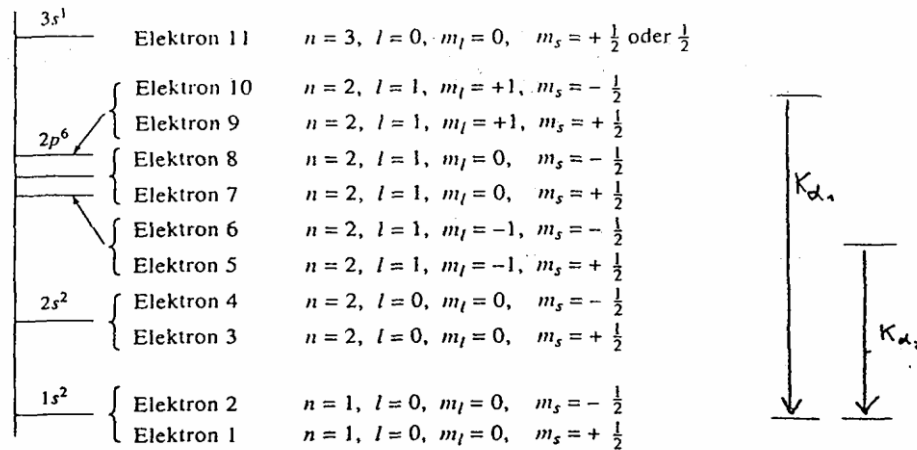 3s¹
Elektron 11 n = 3, l = 0, m_l = 0, m_s = + 1/2 oder 1/2
Elektron 10 n = 2, l = 1, m_l = +1, m_s = − 1/2
Elektron 9 n = 2, l = 1, m_l = +1, m_s = + 1/2
2p⁶
Elektron 8 n = 2, l = 1, m_l = 0, m_s = − 1/2
Elektron 7 n = 2, l = 1, m_l = 0, m_s = + 1/2
Elektron 6 n = 2, l = 1, m_l = −1, m_s = − 1/2
Elektron 5 n = 2, l = 1, m_l = −1, m_s = + 1/2
2s²
Elektron 4 n = 2, l = 0, m_l = 0, m_s = − 1/2
Elektron 3 n = 2, l = 0, m_l = 0, m_s = + 1/2
1s²
Elektron 2 n = 1, l = 0, m_l = 0, m_s = − 1/2
Elektron 1 n = 1, l = 0, m_l = 0, m_s = + 1/2
K_α₁
K_α₂